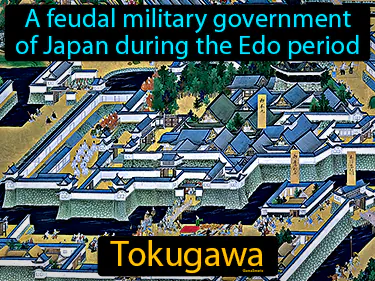 A feudal military government
of Japan during the Edo period
Tokugawa